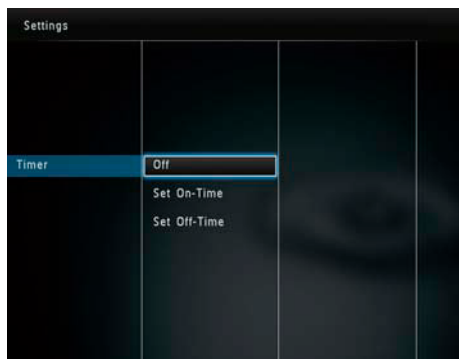 Settings
Timer
Off
Set On-Time
Set Off-Time